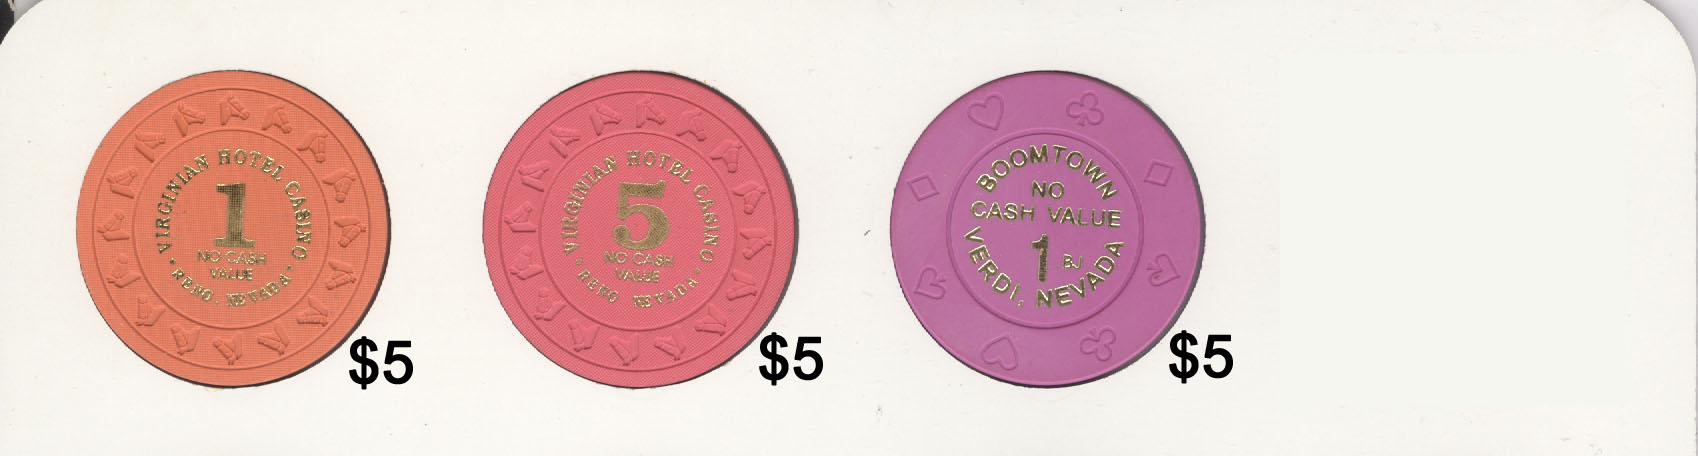 VIRGINIAN HOTEL CASINO
1
NO CASH
VALUE
• RENO, NEVADA •
$5
VIRGINIAN HOTEL CASINO
5
NO CASH
VALUE
• RENO NEVADA •
$5
BOOMTOWN
NO
CASH VALUE
1 BJ
VERDI, NEVADA
$5